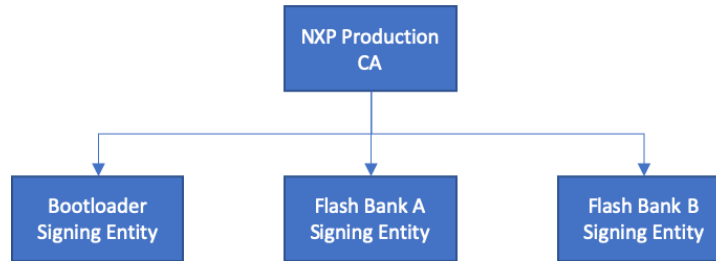 NXP Production
CA
Bootloader
Signing Entity
Flash Bank A
Signing Entity
Flash Bank B
Signing Entity